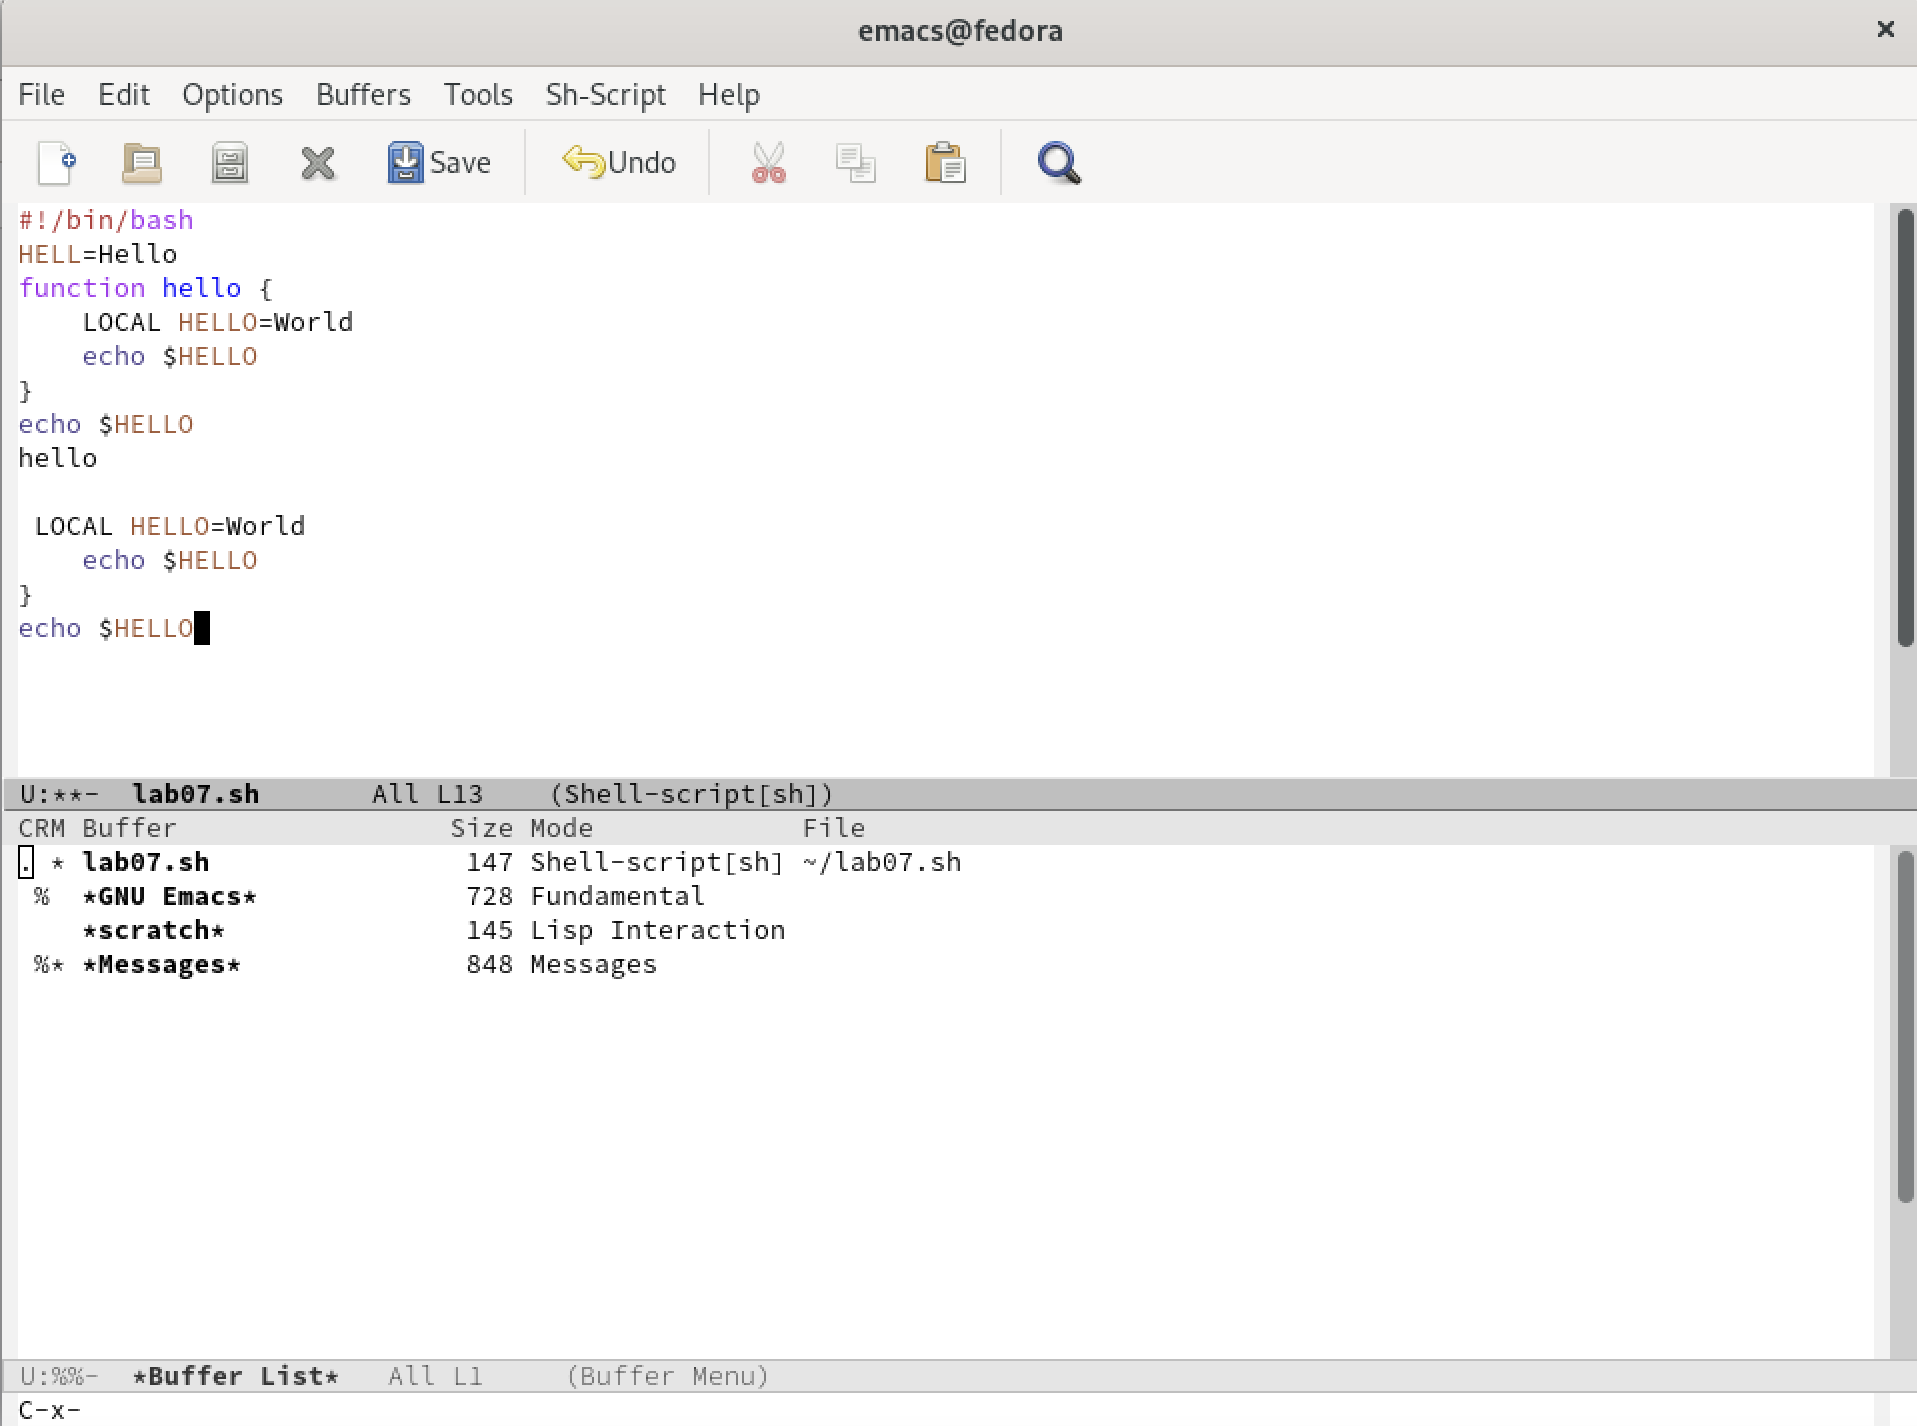 emacs@fedora
File Edit Options Buffers Tools Sh-Script Help
Save Undo
#!/bin/bash
HELL=Hello
function hello {
    LOCAL HELLO=World
    echo $HELLO
}
echo $HELLO
hello

 LOCAL HELLO=World
    echo $HELLO
}
echo $HELLO
U:**-  lab07.sh       All L13    (Shell-script[sh])
CRM Buffer                 Size Mode             File
. * lab07.sh                147 Shell-script[sh] ~/lab07.sh
 %  *GNU Emacs*             728 Fundamental
    *scratch*               145 Lisp Interaction
 %* *Messages*              848 Messages
U:%%-  *Buffer List*   All L1     (Buffer Menu)
C-x-